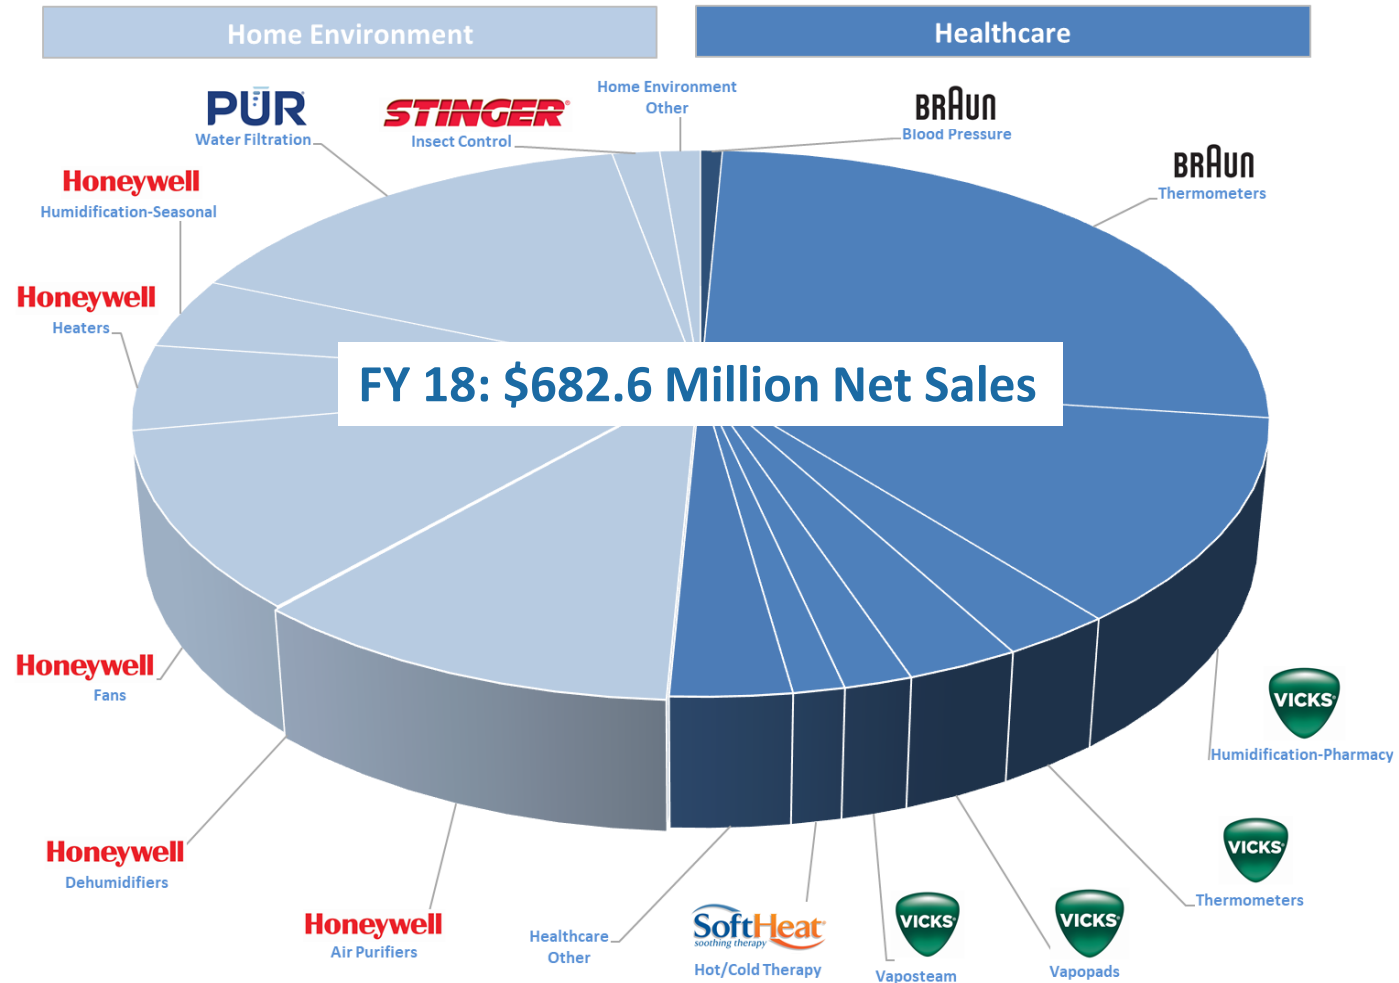 Home Environment
Healthcare
Home Environment
Other
PUR
Water Filtration
STINGER
Insect Control
BRAUN
Blood Pressure
BRAUN
Thermometers
Honeywell
Humidification-Seasonal
Honeywell
Heaters
FY 18: $682.6 Million Net Sales
Honeywell
Fans
VICKS
Humidification-Pharmacy
Honeywell
Dehumidifiers
VICKS
Thermometers
Honeywell
Air Purifiers
Healthcare
Other
SoftHeat
soothing therapy
Hot/Cold Therapy
VICKS
Vaposteam
VICKS
Vapopads